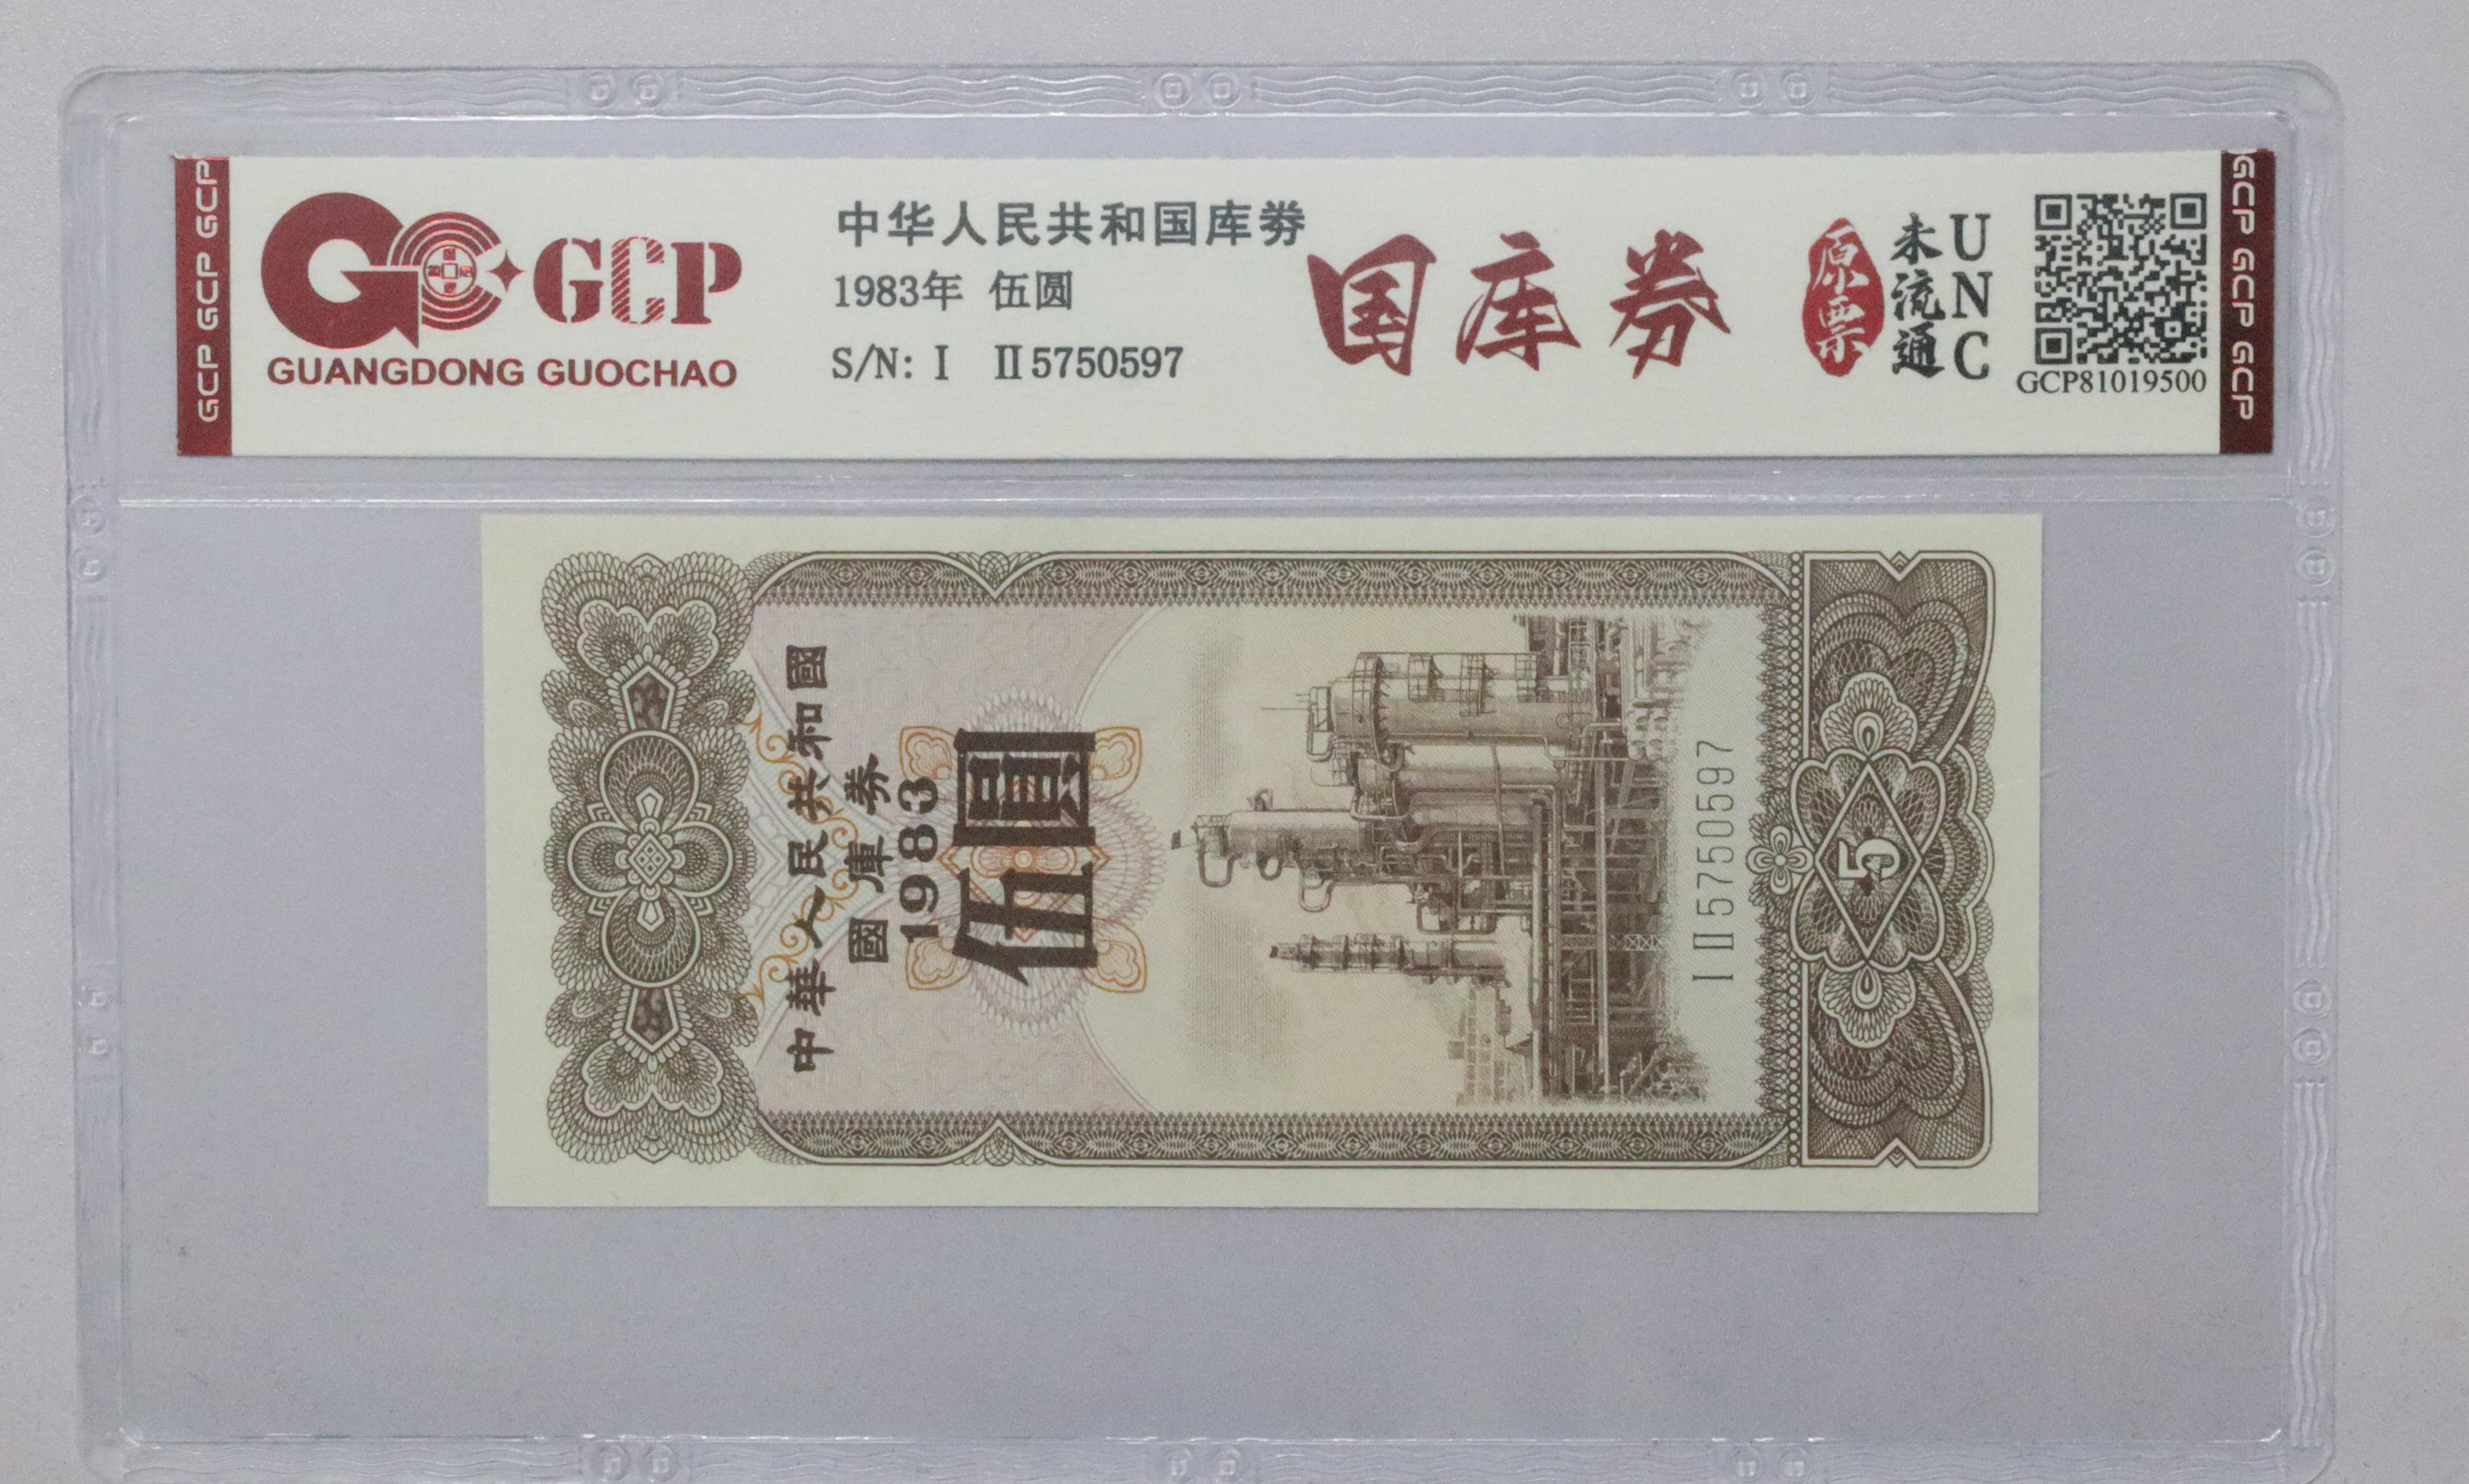 GCP GCP GCP
GCP
GUANGDONG GUOCHAO
中华人民共和国库券
1983年 伍圆
S/N: Ⅰ Ⅱ5750597
国库券
原票
未流通
UNC
GCP81019500
GCP GCP GCP
中華人民共和國
國庫券
1983
伍圓
ⅠⅡ5750597
5